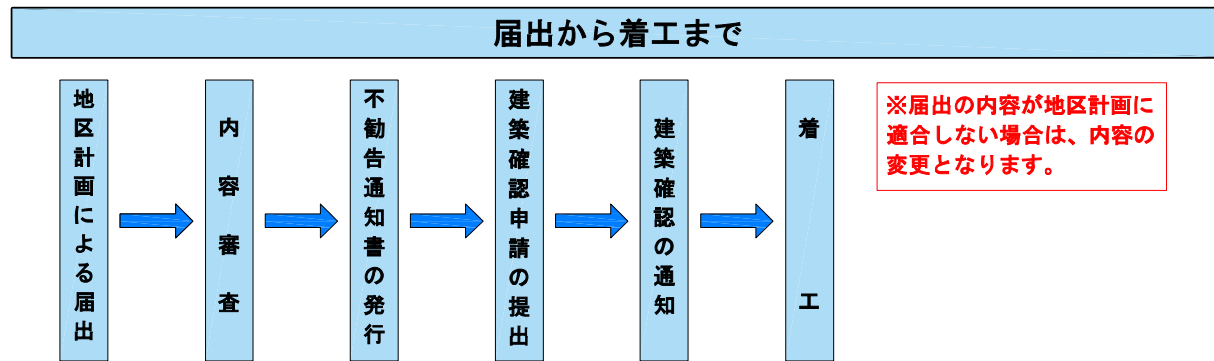 届出から着工まで
地区計画による届出
内容審査
不勧告通知書の発行
建築確認申請の提出
建築確認の通知
着工
※届出の内容が地区計画に
適合しない場合は、内容の
変更となります。